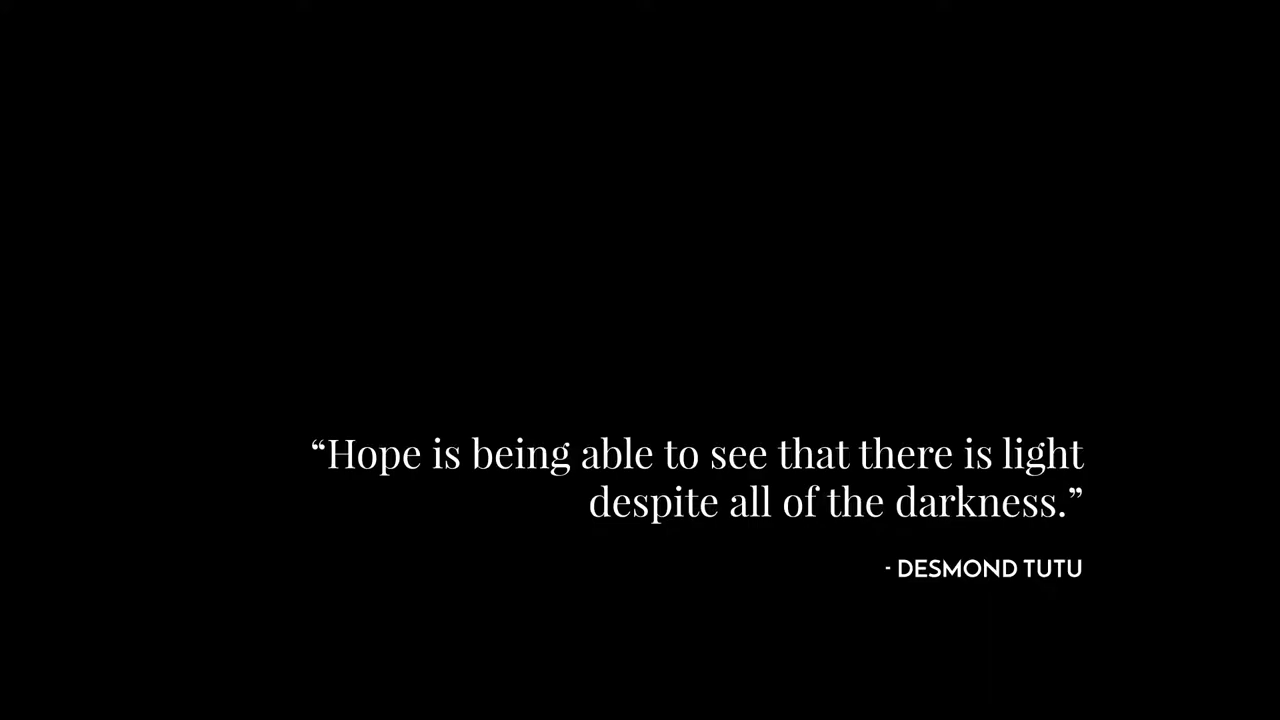 “Hope is being able to see that there is light
despite all of the darkness.”
- DESMOND TUTU